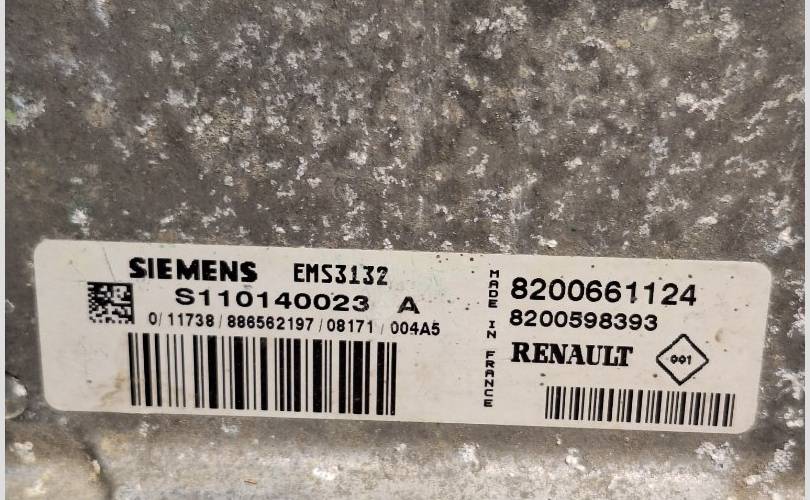 SIEMENS EMS3132
S110140023 A
0/11738/886562197/08171/004A5
MADE IN FRANCE
8200661124
8200598393
RENAULT 001